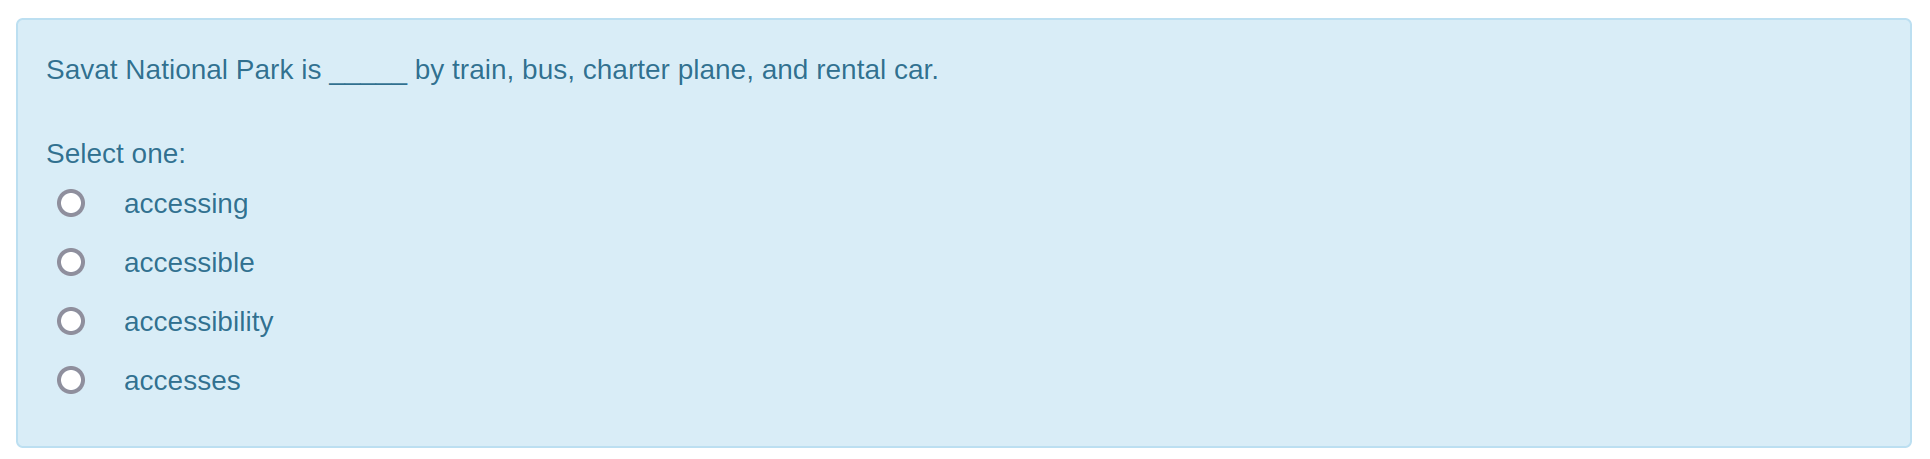 Savat National Park is _____ by train, bus, charter plane, and rental car.
Select one:
accessing
accessible
accessibility
accesses